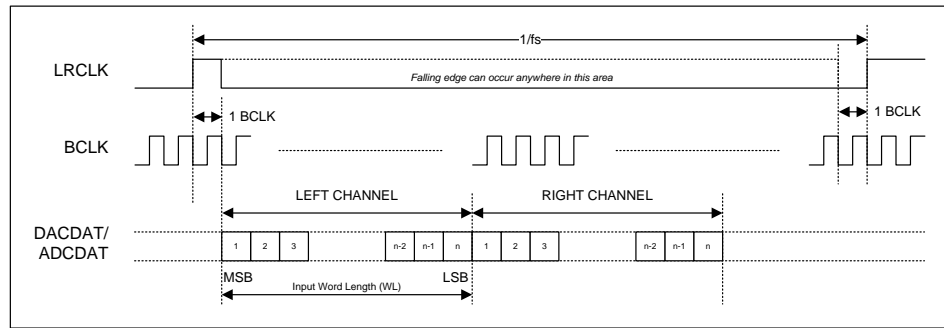 1/fs
LRCLK
Falling edge can occur anywhere in this area
1 BCLK
1 BCLK
BCLK
LEFT CHANNEL
RIGHT CHANNEL
DACDAT/
ADCDAT
1 2 3 n-2 n-1 n 1 2 3 n-2 n-1 n
MSB LSB
Input Word Length (WL)